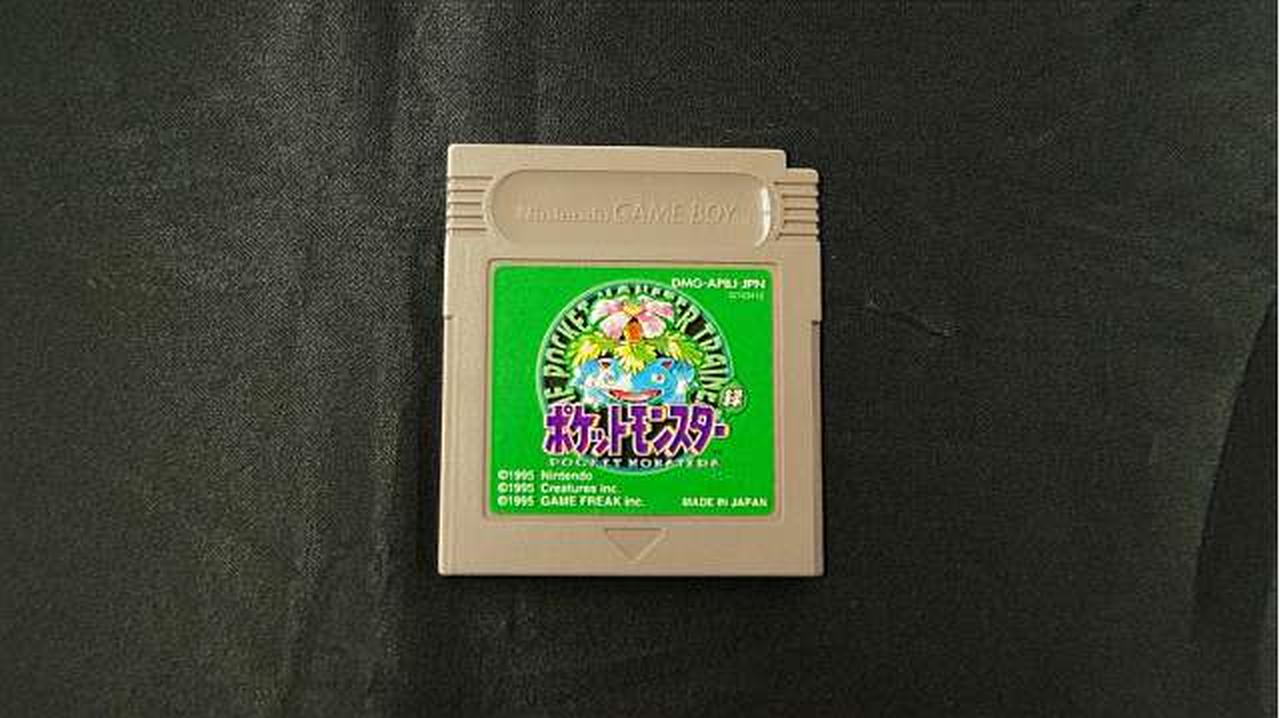 Nintendo GAME BOY
DMG-APBJ-JPN
THE POCKET MONSTER TRAINER
緑
ポケットモンスター
POCKET MONSTERS
©1995 Nintendo
©1995 Creatures inc.
©1995 GAME FREAK inc.
MADE IN JAPAN